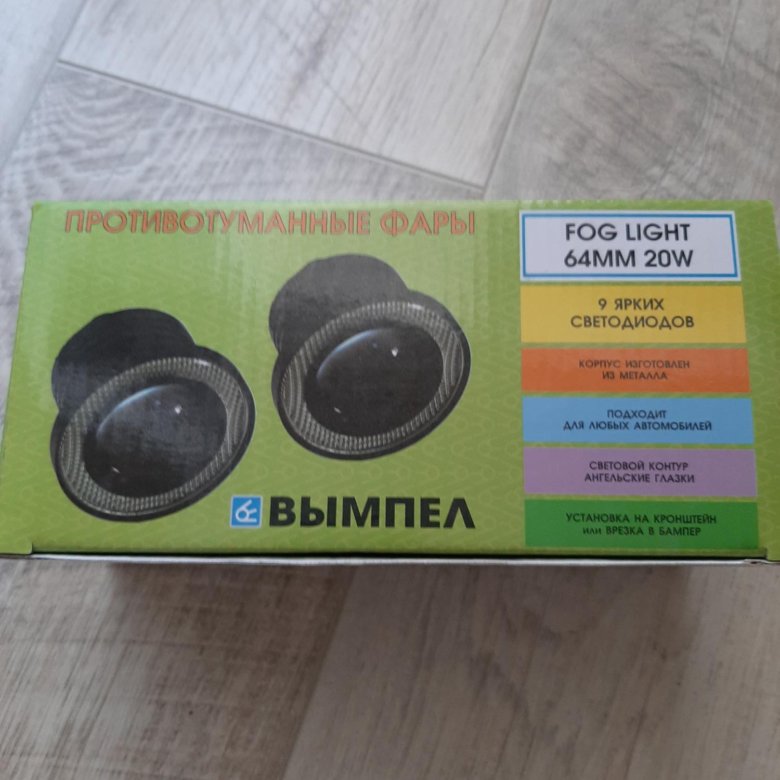 ПРОТИВОТУМАННЫЕ ФАРЫ
FOG LIGHT
64MM 20W
9 ЯРКИХ
СВЕТОДИОДОВ
КОРПУС ИЗГОТОВЛЕН
ИЗ МЕТАЛЛА
ПОДХОДИТ
ДЛЯ ЛЮБЫХ АВТОМОБИЛЕЙ
СВЕТОВОЙ КОНТУР
АНГЕЛЬСКИЕ ГЛАЗКИ
УСТАНОВКА НА КРОНШТЕЙН
или ВРЕЗКА В БАМПЕР
ВЫМПЕЛ